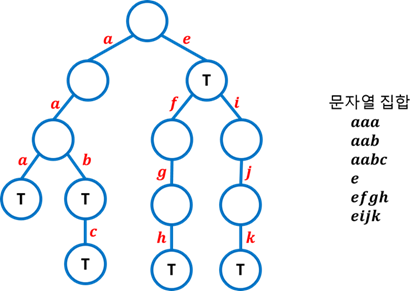 a e
T
a f i
문자열 집합
aaa
a b g j aab
T T aabc
e
c h k efgh
T T T eijk